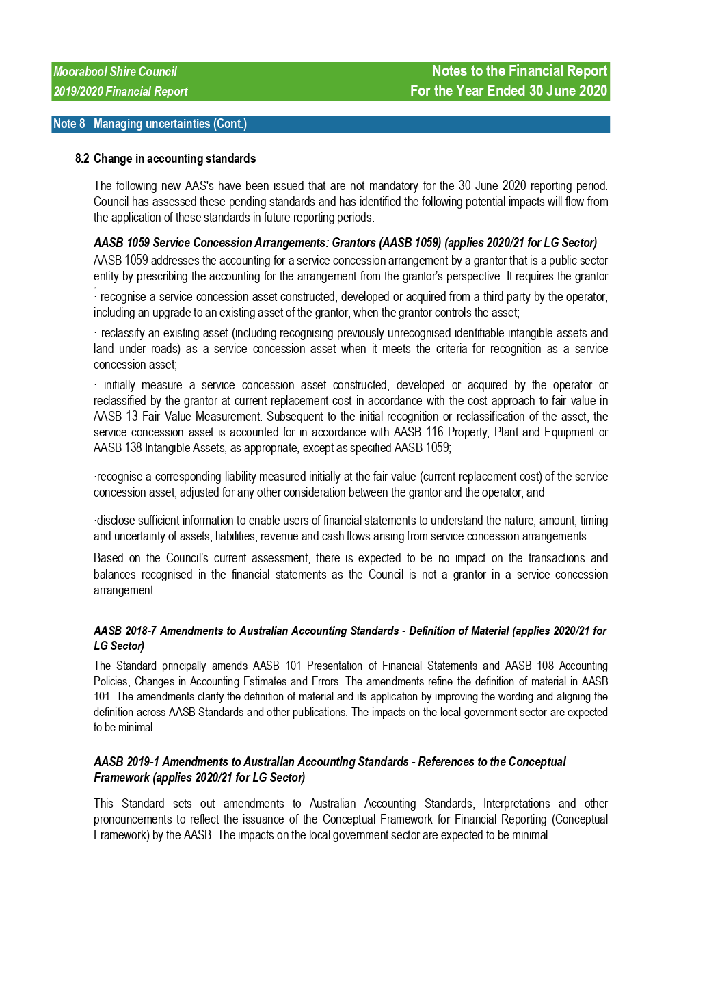 Moorabool Shire Council
Notes to the Financial Report
2019/2020 Financial Report
For the Year Ended 30 June 2020
Note 8 Managing uncertainties (Cont.)
8.2 Change in accounting standards
The following new AAS's have been issued that are not mandatory for the 30 June 2020 reporting period.
Council has assessed these pending standards and has identified the following potential impacts will flow from
the application of these standards in future reporting periods.
AASB 1059 Service Concession Arrangements: Grantors (AASB 1059) (applies 2020/21 for LG Sector)
AASB 1059 addresses the accounting for a service concession arrangement by a grantor that is a public sector
entity by prescribing the accounting for the arrangement from the grantor’s perspective. It requires the grantor
· recognise a service concession asset constructed, developed or acquired from a third party by the operator,
including an upgrade to an existing asset of the grantor, when the grantor controls the asset;
· reclassify an existing asset (including recognising previously unrecognised identifiable intangible assets and
land under roads) as a service concession asset when it meets the criteria for recognition as a service
concession asset;
· initially measure a service concession asset constructed, developed or acquired by the operator or
reclassified by the grantor at current replacement cost in accordance with the cost approach to fair value in
AASB 13 Fair Value Measurement. Subsequent to the initial recognition or reclassification of the asset, the
service concession asset is accounted for in accordance with AASB 116 Property, Plant and Equipment or
AASB 138 Intangible Assets, as appropriate, except as specified AASB 1059;
·recognise a corresponding liability measured initially at the fair value (current replacement cost) of the service
concession asset, adjusted for any other consideration between the grantor and the operator; and
·disclose sufficient information to enable users of financial statements to understand the nature, amount, timing
and uncertainty of assets, liabilities, revenue and cash flows arising from service concession arrangements.
Based on the Council’s current assessment, there is expected to be no impact on the transactions and
balances recognised in the financial statements as the Council is not a grantor in a service concession
arrangement.
AASB 2018-7 Amendments to Australian Accounting Standards - Definition of Material (applies 2020/21 for
LG Sector)
The Standard principally amends AASB 101 Presentation of Financial Statements and AASB 108 Accounting
Policies, Changes in Accounting Estimates and Errors. The amendments refine the definition of material in AASB
101. The amendments clarify the definition of material and its application by improving the wording and aligning the
definition across AASB Standards and other publications. The impacts on the local government sector are expected
to be minimal.
AASB 2019-1 Amendments to Australian Accounting Standards - References to the Conceptual
Framework (applies 2020/21 for LG Sector)
This Standard sets out amendments to Australian Accounting Standards, Interpretations and other
pronouncements to reflect the issuance of the Conceptual Framework for Financial Reporting (Conceptual
Framework) by the AASB. The impacts on the local government sector are expected to be minimal.